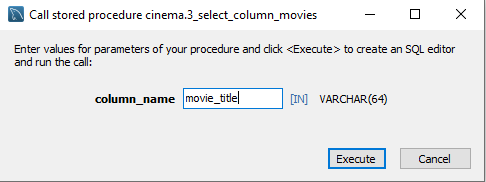 Call stored procedure cinema.3_select_column_movies
Enter values for parameters of your procedure and click <Execute> to create an SQL editor
and run the call:
column_name movie_title [IN] VARCHAR(64)
Execute Cancel